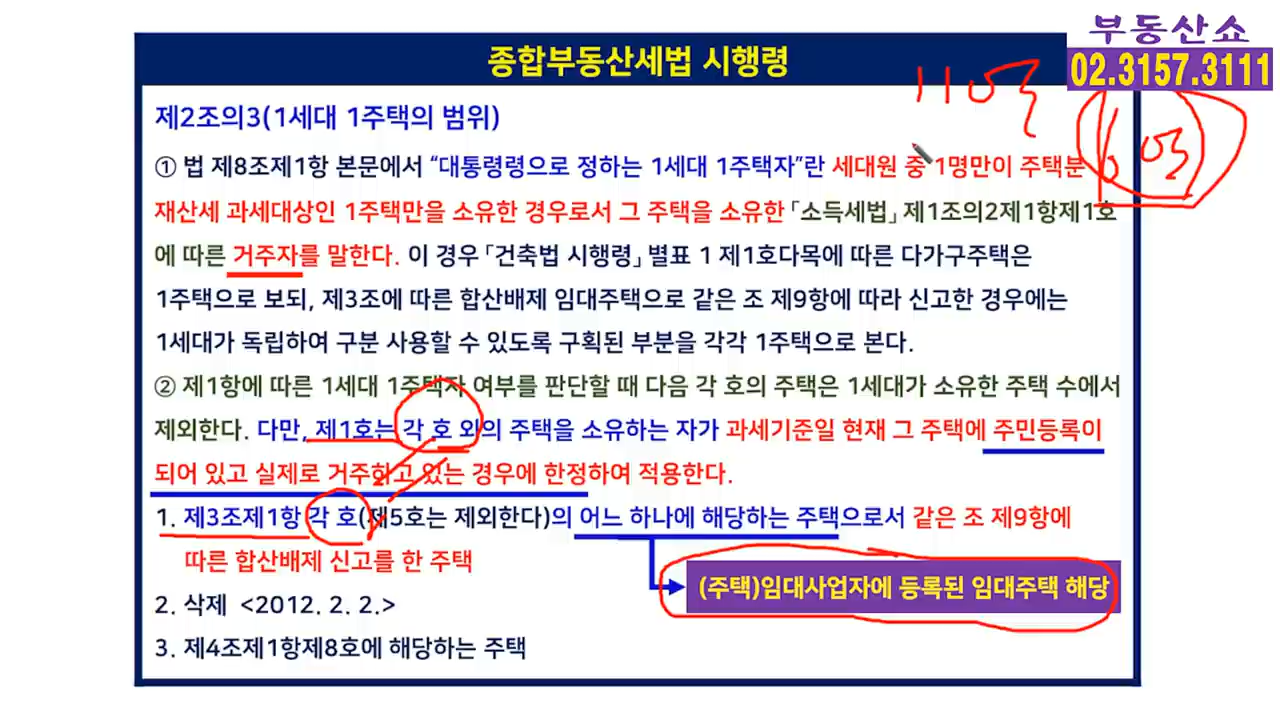 부동산쇼
02.3157.3111
종합부동산세법 시행령
11억
6억
제2조의3(1세대 1주택의 범위)
① 법 제8조제1항 본문에서 “대통령령으로 정하는 1세대 1주택자”란 세대원 중 1명만이 주택분
재산세 과세대상인 1주택만을 소유한 경우로서 그 주택을 소유한「소득세법」제1조의2제1항제1호
에 따른 거주자를 말한다. 이 경우「건축법 시행령」별표 1 제1호다목에 따른 다가구주택은
1주택으로 보되, 제3조에 따른 합산배제 임대주택으로 같은 조 제9항에 따라 신고한 경우에는
1세대가 독립하여 구분 사용할 수 있도록 구획된 부분을 각각 1주택으로 본다.
② 제1항에 따른 1세대 1주택자 여부를 판단할 때 다음 각 호의 주택은 1세대가 소유한 주택 수에서
제외한다. 다만, 제1호는 각 호 외의 주택을 소유하는 자가 과세기준일 현재 그 주택에 주민등록이
되어 있고 실제로 거주하고 있는 경우에 한정하여 적용한다.
1. 제3조제1항 각 호(제5호는 제외한다)의 어느 하나에 해당하는 주택으로서 같은 조 제9항에
따른 합산배제 신고를 한 주택
(주택)임대사업자에 등록된 임대주택 해당
2. 삭제 <2012. 2. 2.>
3. 제4조제1항제8호에 해당하는 주택